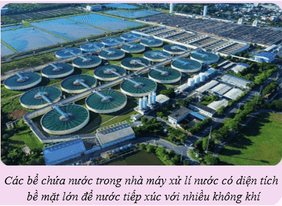 Các bể chứa nước trong nhà máy xử lí nước có diện tích
bề mặt lớn để nước tiếp xúc với nhiều không khí